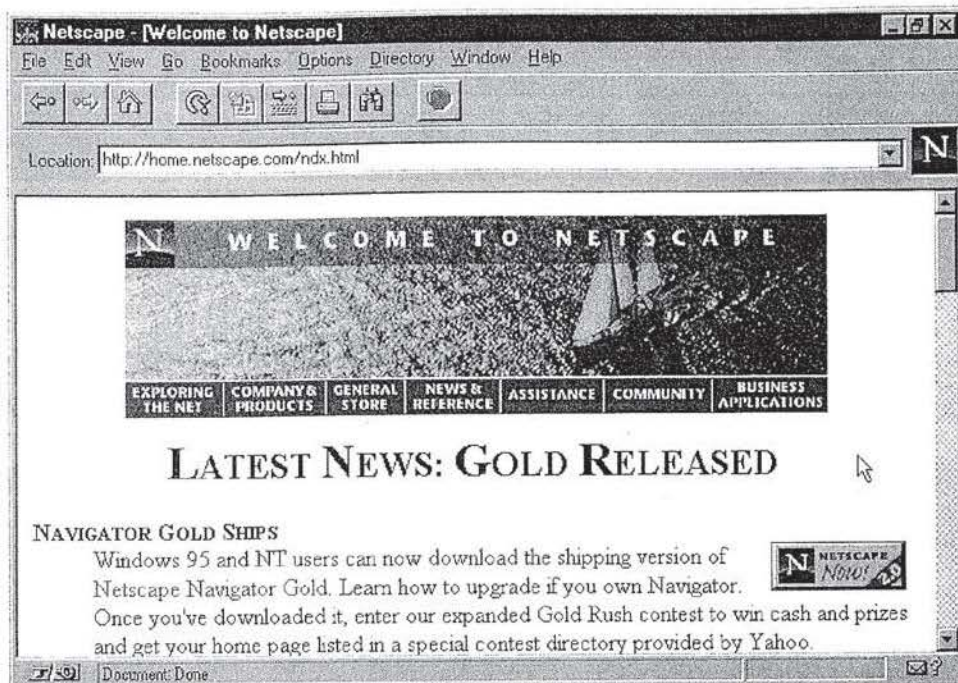 Netscape - [Welcome to Netscape]
File Edit View Go Bookmarks Options Directory Window Help
Location: http://home.netscape.com/ndx.html
N
N WELCOME TO NETSCAPE
EXPLORING THE NET
COMPANY & PRODUCTS
GENERAL STORE
NEWS & REFERENCE
ASSISTANCE
COMMUNITY
BUSINESS APPLICATIONS
LATEST NEWS: GOLD RELEASED
NAVIGATOR GOLD SHIPS
Windows 95 and NT users can now download the shipping version of
Netscape Navigator Gold. Learn how to upgrade if you own Navigator.
Once you've downloaded it, enter our expanded Gold Rush contest to win cash and prizes
and get your home page listed in a special contest directory provided by Yahoo.
N NETSCAPE
Now! 2.0
Document: Done
?